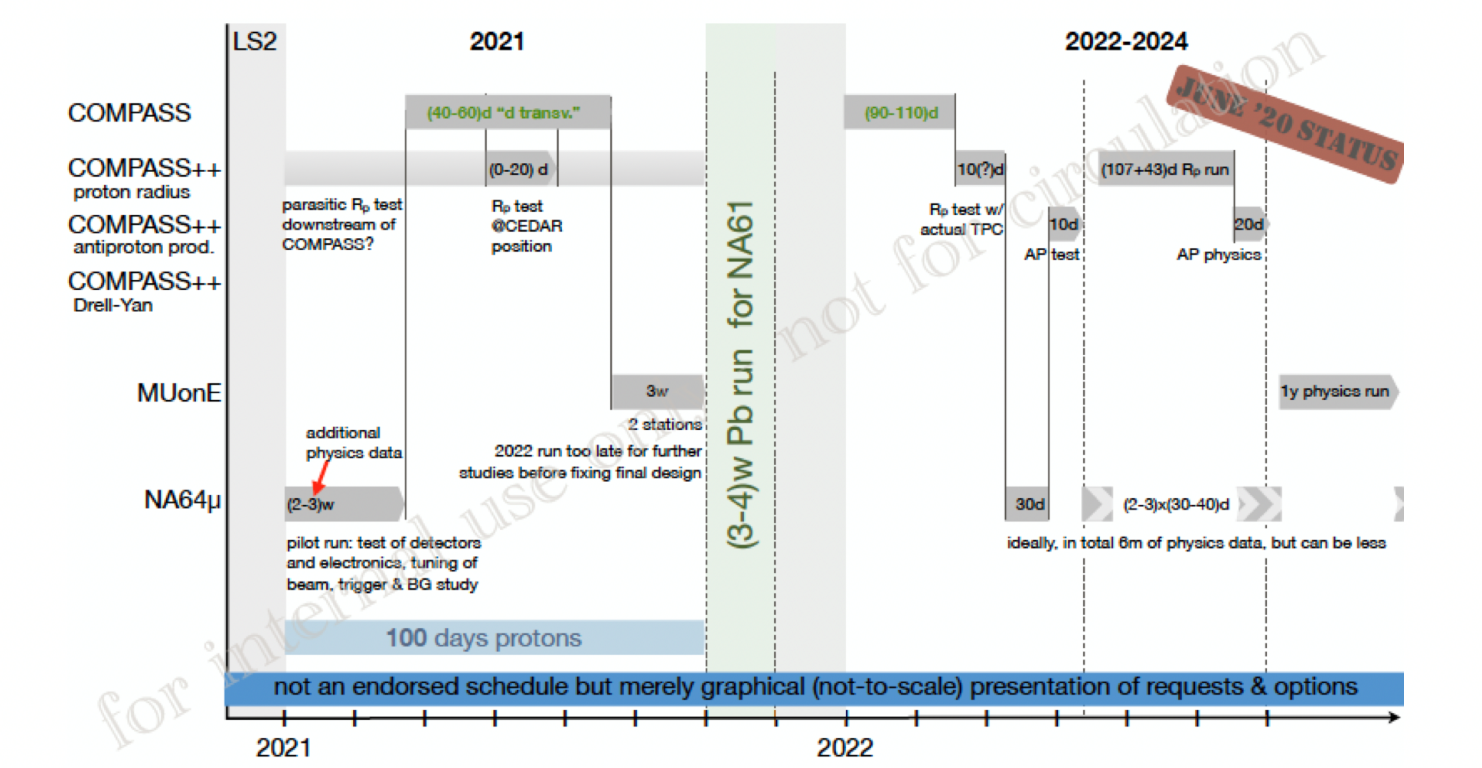 LS2
2021
2022-2024
JUNE '20 STATUS
COMPASS
(40-60)d "d transv."
(90-110)d
COMPASS++
proton radius
(0-20) d
10(?)d
(107+43)d Rp run
parasitic Rp test
downstream of
COMPASS?
Rp test
@CEDAR
position
Rp test w/
actual TPC
COMPASS++
antiproton prod.
10d
20d
AP test
AP physics
COMPASS++
Drell-Yan
(3-4)w Pb run for NA61
MUonE
3w
1y physics run
2 stations
2022 run too late for further
studies before fixing final design
additional
physics data
NA64μ
(2-3)w
30d
(2-3)x(30-40)d
pilot run: test of detectors
and electronics, tuning of
beam, trigger & BG study
ideally, in total 6m of physics data, but can be less
100 days protons
not an endorsed schedule but merely graphical (not-to-scale) presentation of requests & options
2021
2022
for internal use only, not for circulation